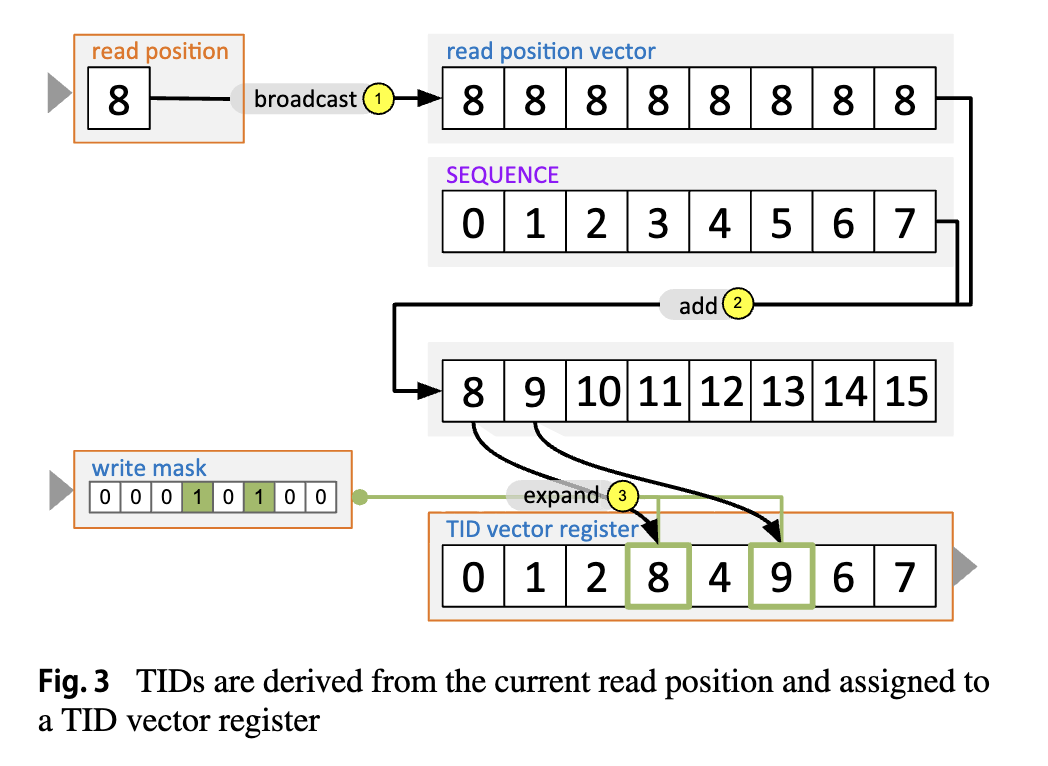 read position
8
broadcast 1
read position vector
8 8 8 8 8 8 8 8
SEQUENCE
0 1 2 3 4 5 6 7
add 2
8 9 10 11 12 13 14 15
write mask
0 0 0 1 0 1 0 0
expand 3
TID vector register
0 1 2 8 4 9 6 7
Fig. 3 TIDs are derived from the current read position and assigned to
a TID vector register